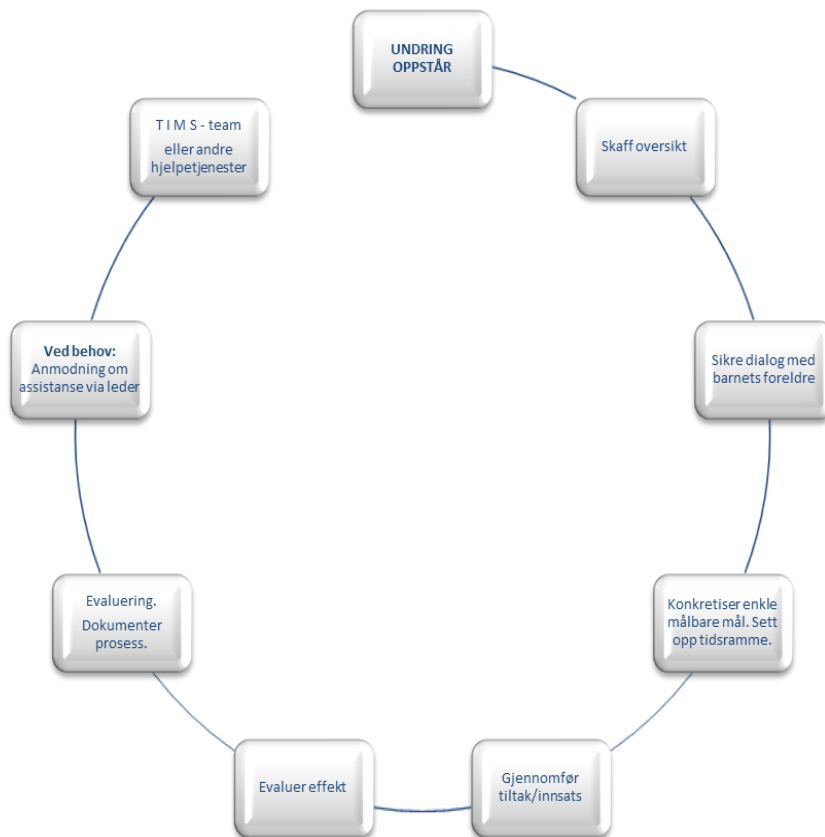 UNDRING
OPPSTÅR
Skaff oversikt
Sikre dialog med
barnets foreldre
Konkretiser enkle
målbare mål. Sett
opp tidsramme.
Gjennomfør
tiltak/innsats
Evaluer effekt
Evaluering.
Dokumenter
prosess.
Ved behov:
Anmodning om
assistanse via leder
T I M S - team
eller andre
hjelpetjenester